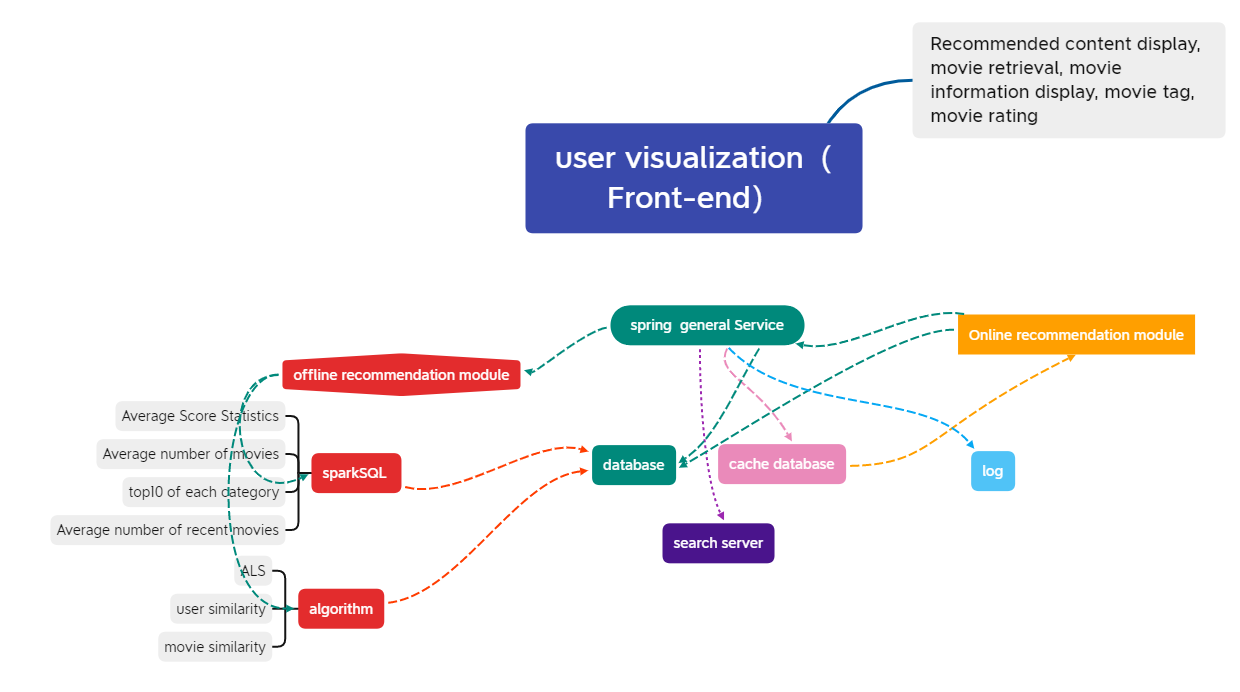 Recommended content display,
movie retrieval, movie
information display, movie tag,
movie rating
user visualization (
Front-end)
spring general Service
Online recommendation module
offline recommendation module
Average Score Statistics
Average number of movies
top10 of each category
Average number of recent movies
sparkSQL
database
cache database
log
search server
ALS
user similarity
movie similarity
algorithm